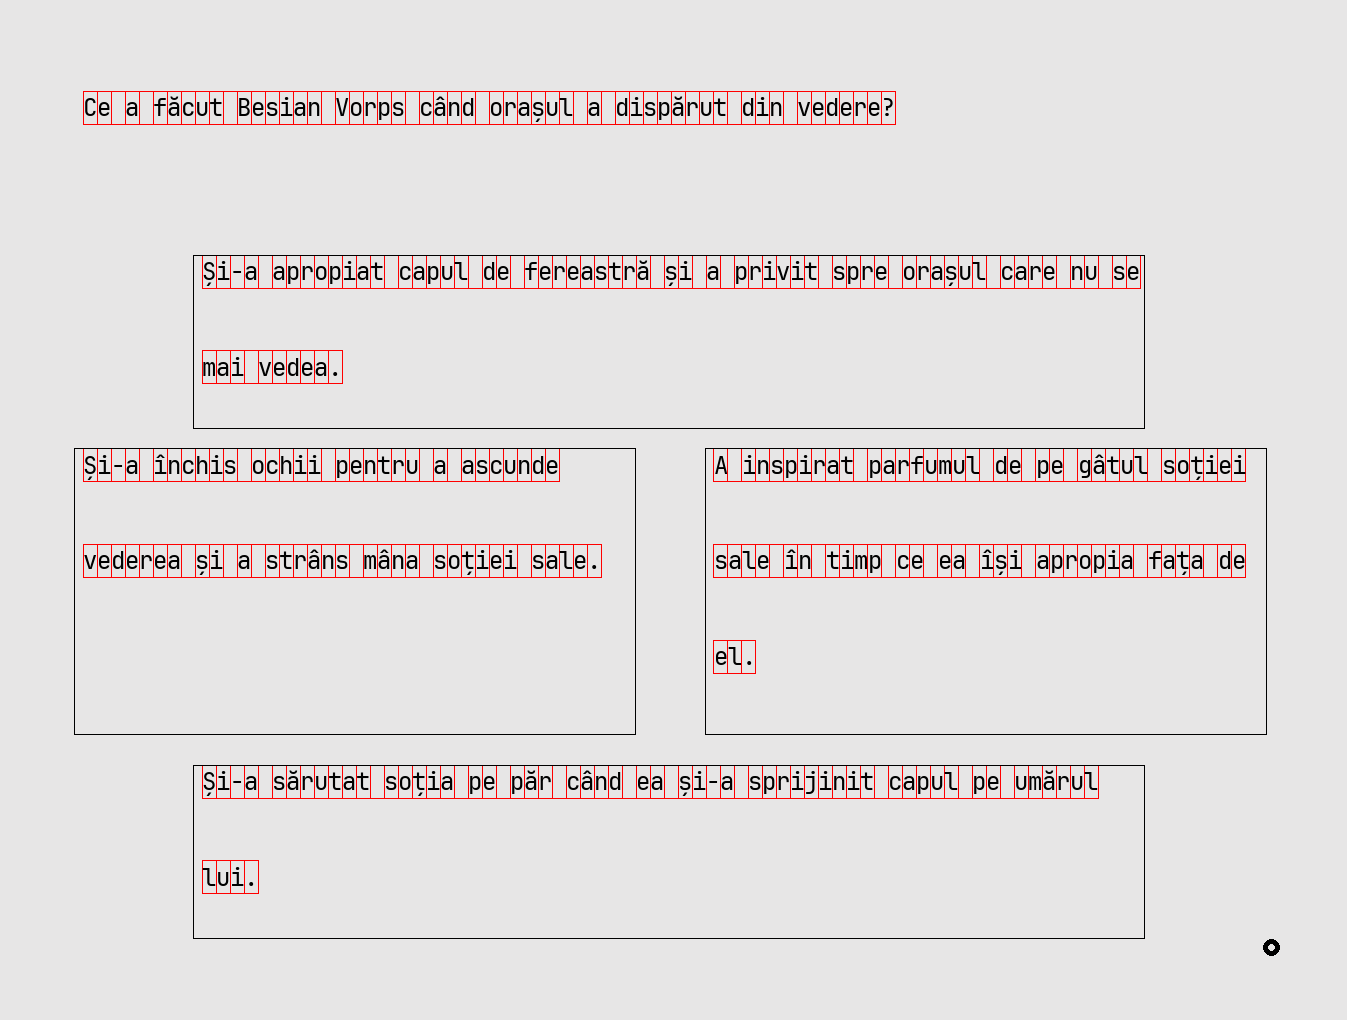 Ce a făcut Besian Vorps când orașul a dispărut din vedere?
Și-a apropiat capul de fereastră și a privit spre orașul care nu se
mai vedea.
Și-a închis ochii pentru a ascunde
vederea și a strâns mâna soției sale.
A inspirat parfumul de pe gâtul soției
sale în timp ce ea își apropia fața de
el.
Și-a sărutat soția pe păr când ea și-a sprijinit capul pe umărul
lui.